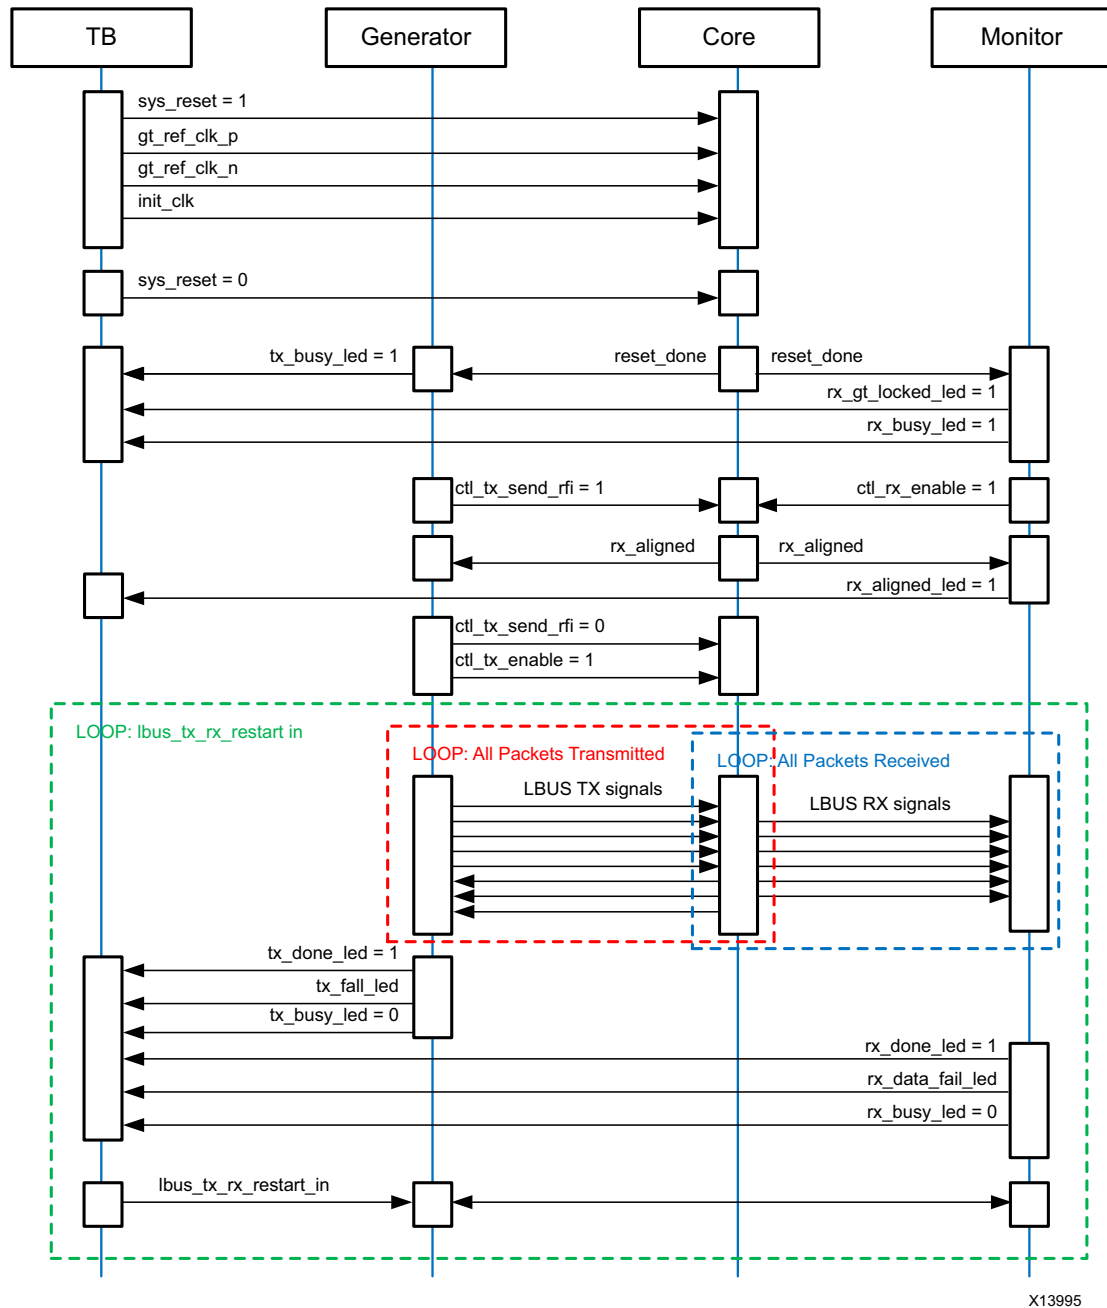 TB
Generator
Core
Monitor
sys_reset = 1
gt_ref_clk_p
gt_ref_clk_n
init_clk
sys_reset = 0
tx_busy_led = 1
reset_done
reset_done
rx_gt_locked_led = 1
rx_busy_led = 1
ctl_tx_send_rfi = 1
ctl_rx_enable = 1
rx_aligned
rx_aligned
rx_aligned_led = 1
ctl_tx_send_rfi = 0
ctl_tx_enable = 1
LOOP: lbus_tx_rx_restart in
LOOP: All Packets Transmitted
LOOP: All Packets Received
LBUS TX signals
LBUS RX signals
tx_done_led = 1
tx_fall_led
tx_busy_led = 0
rx_done_led = 1
rx_data_fail_led
rx_busy_led = 0
lbus_tx_rx_restart_in
X13995